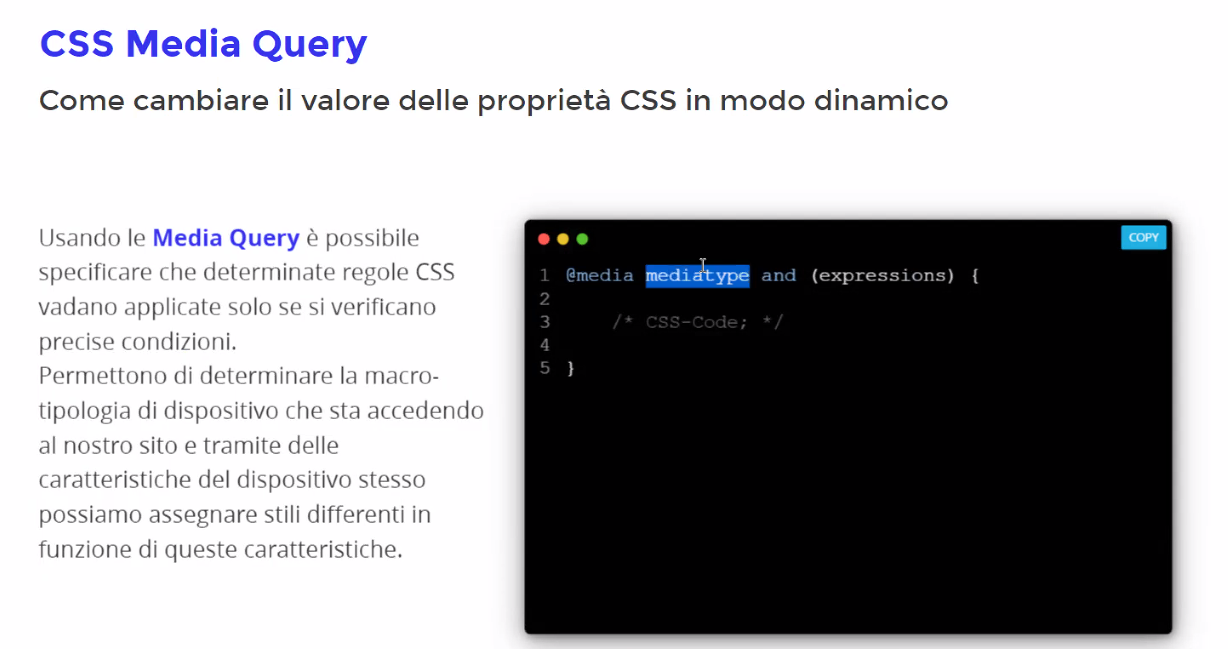 CSS Media Query
Come cambiare il valore delle proprietà CSS in modo dinamico
Usando le Media Query è possibile
specificare che determinate regole CSS
vadano applicate solo se si verificano
precise condizioni.
Permettono di determinare la macro-
tipologia di dispositivo che sta accedendo
al nostro sito e tramite delle
caratteristiche del dispositivo stesso
possiamo assegnare stili differenti in
funzione di queste caratteristiche.
COPY
1 @media mediatype and (expressions) {
2
3 /* CSS-Code; */
4
5 }